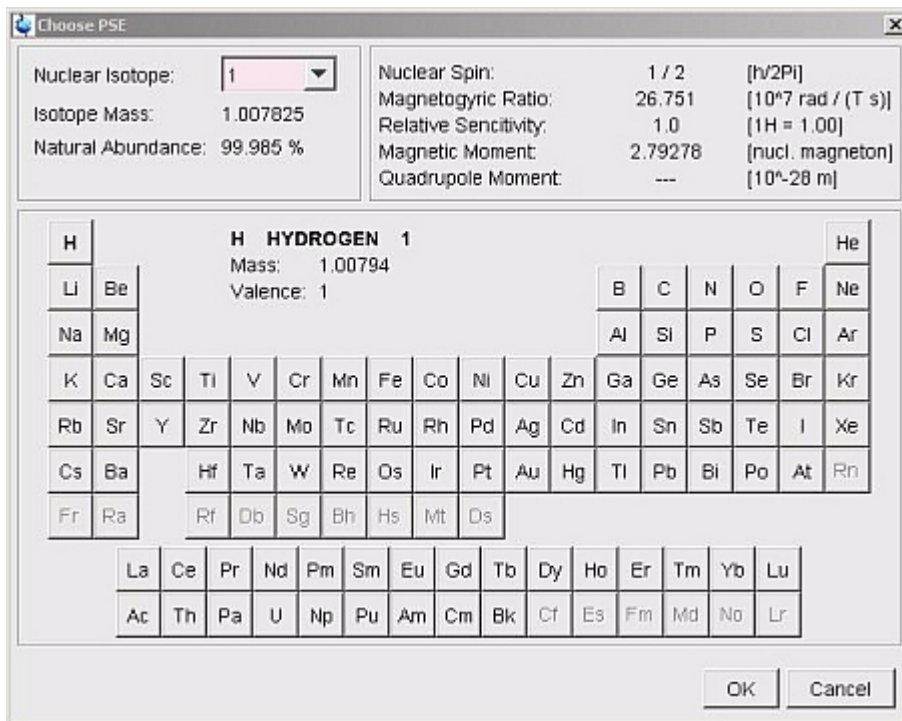 Choose PSE
Nuclear Isotope: 1
Isotope Mass: 1.007825
Natural Abundance: 99.985 %
Nuclear Spin: 1 / 2 [h/2Pi]
Magnetogyric Ratio: 26.751 [10^7 rad / (T s)]
Relative Sencitivity: 1.0 [1H = 1.00]
Magnetic Moment: 2.79278 [nucl. magneton]
Quadrupole Moment: --- [10^-28 m]
H HYDROGEN 1
Mass: 1.00794
Valence: 1
H He
Li Be B C N O F Ne
Na Mg Al Si P S Cl Ar
K Ca Sc Ti V Cr Mn Fe Co Ni Cu Zn Ga Ge As Se Br Kr
Rb Sr Y Zr Nb Mo Tc Ru Rh Pd Ag Cd In Sn Sb Te I Xe
Cs Ba Hf Ta W Re Os Ir Pt Au Hg Tl Pb Bi Po At Rn
Fr Ra Rf Db Sg Bh Hs Mt Ds
La Ce Pr Nd Pm Sm Eu Gd Tb Dy Ho Er Tm Yb Lu
Ac Th Pa U Np Pu Am Cm Bk Cf Es Fm Md No Lr
OK Cancel